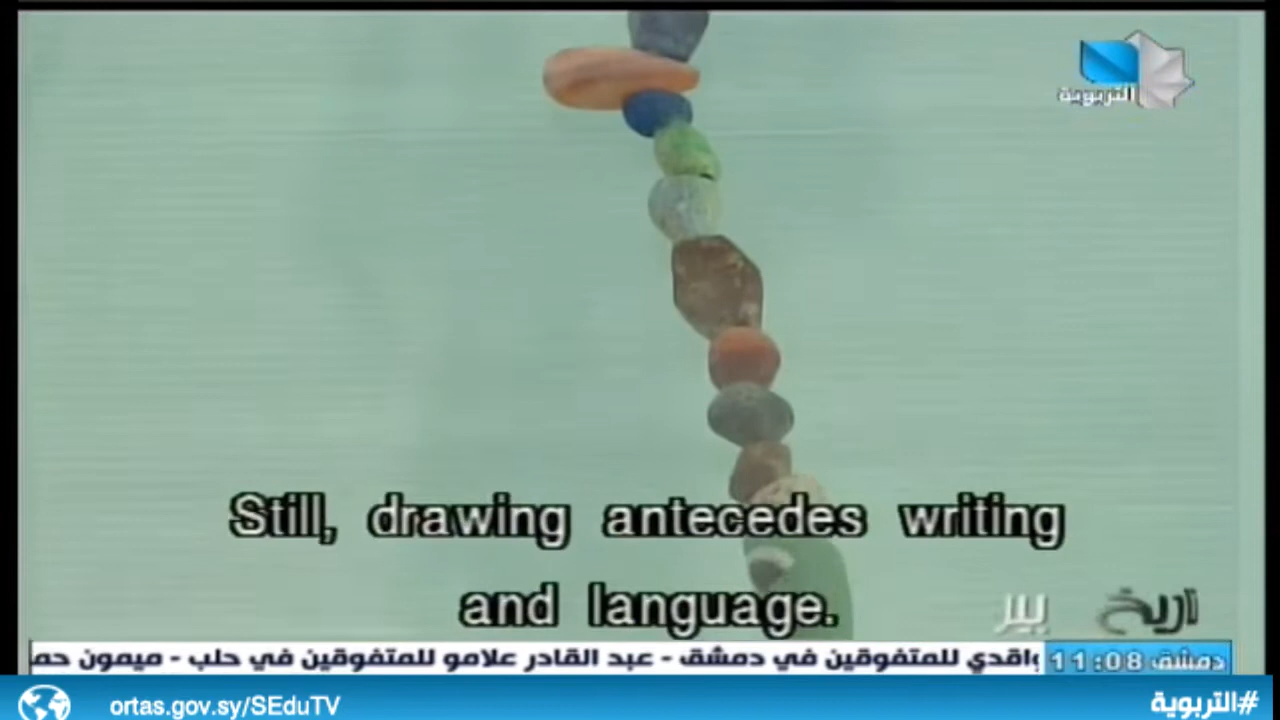 التربوية
Still, drawing antecedes writing
and language.
دمشق 11:08
واقدي للمتفوقين في دمشق - عبد القادر علامو للمتفوقين في حلب - ميمون حم
ortas.gov.sy/SEduTV
#التربوية